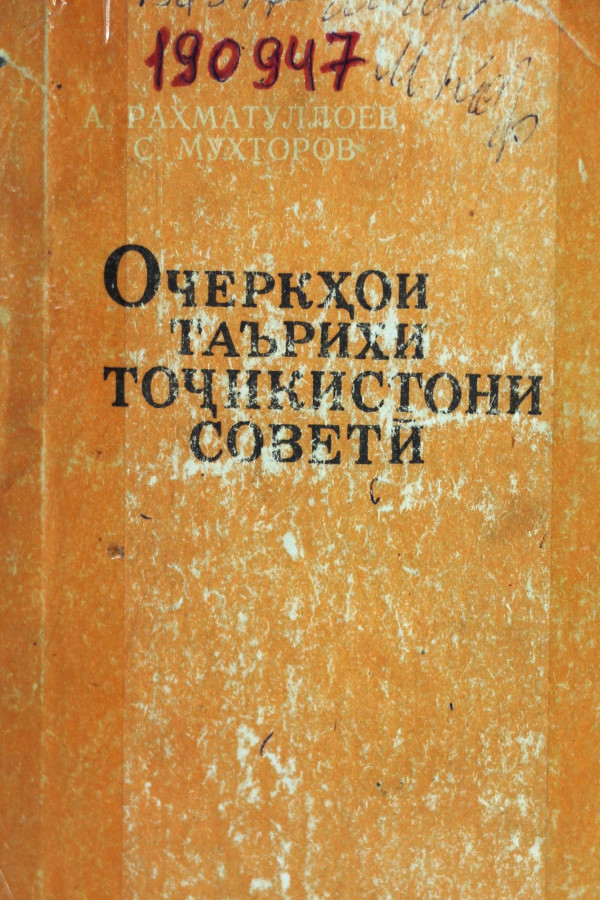 190947
А. РАХМАТУЛЛОЕВ,
С. МУХТОРОВ
ОЧЕРКҲОИ
ТАЪРИХИ
ТОҶИКИСТОНИ
СОВЕТӢ